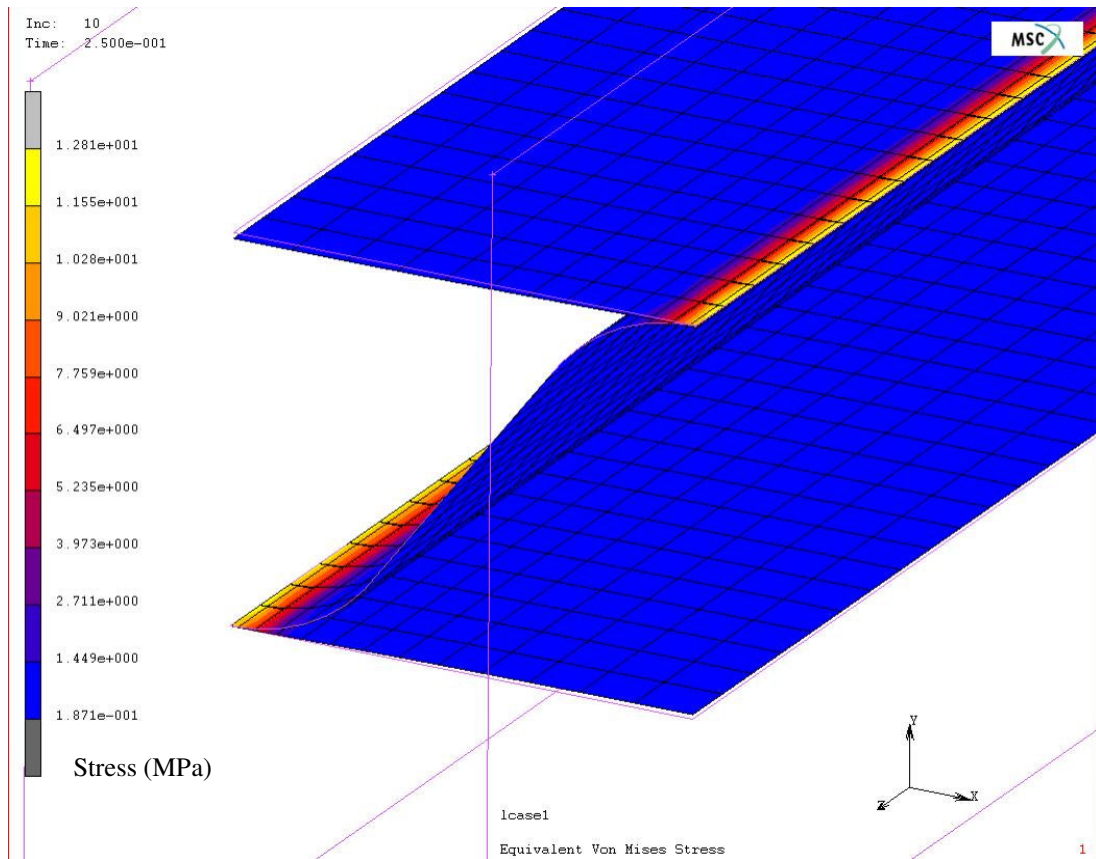 Inc: 10
Time: 2.500e-001
MSC
1.281e+001
1.155e+001
1.028e+001
9.021e+000
7.759e+000
6.497e+000
5.235e+000
3.973e+000
2.711e+000
1.449e+000
1.871e-001
Stress (MPa)
Y
Z X
lcase1
Equivalent Von Mises Stress 1